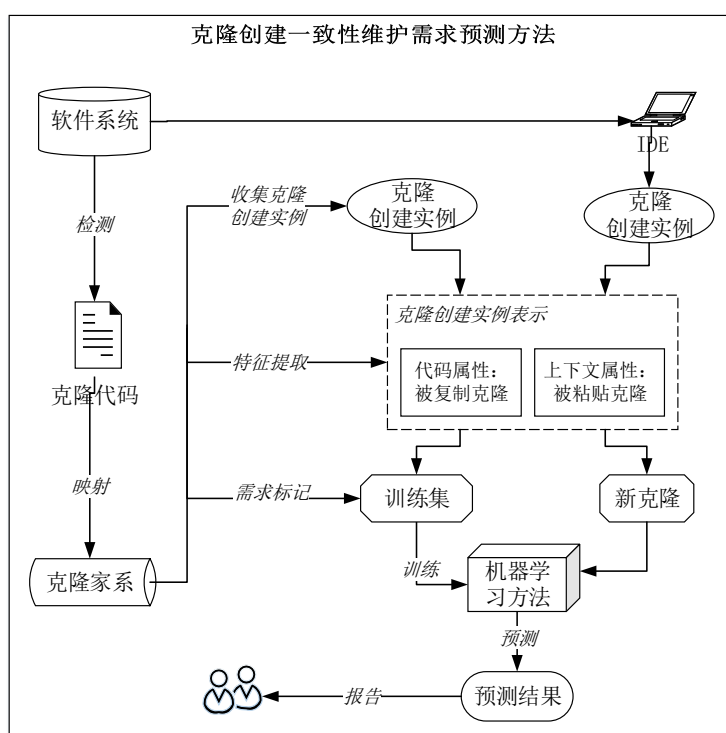 克隆创建一致性维护需求预测方法
软件系统
IDE
检测
收集克隆
创建实例
克隆
创建实例
克隆
创建实例
克隆代码
特征提取
克隆创建实例表示
代码属性：
被复制克隆
上下文属性：
被粘贴克隆
映射
需求标记
训练集
新克隆
克隆家系
训练
机器学
习方法
预测
预测结果
报告